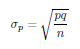 σ_p = √(pq/n)